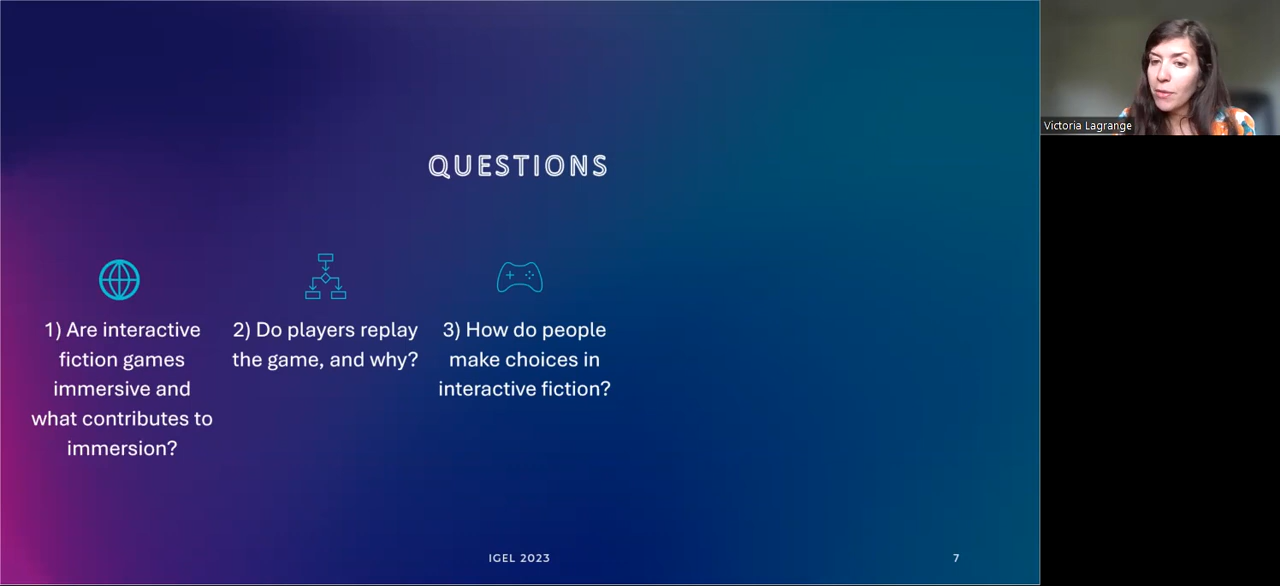 QUESTIONS
1) Are interactive
fiction games
immersive and
what contributes to
immersion?
2) Do players replay
the game, and why?
3) How do people
make choices in
interactive fiction?
IGEL 2023
7
Victoria Lagrange